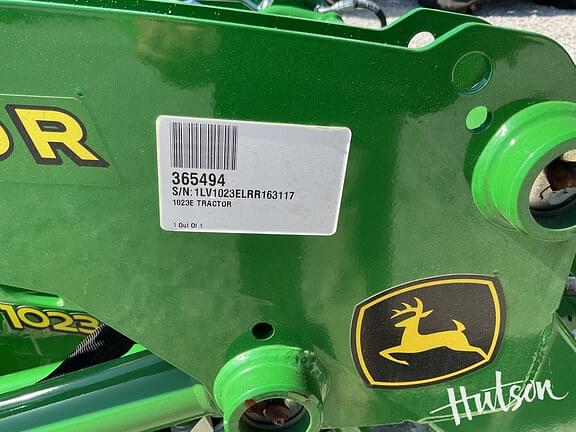 OR
365494
S/N: 1LV1023ELRR163117
1023E TRACTOR
1 Out Of 1
1023
Hutson